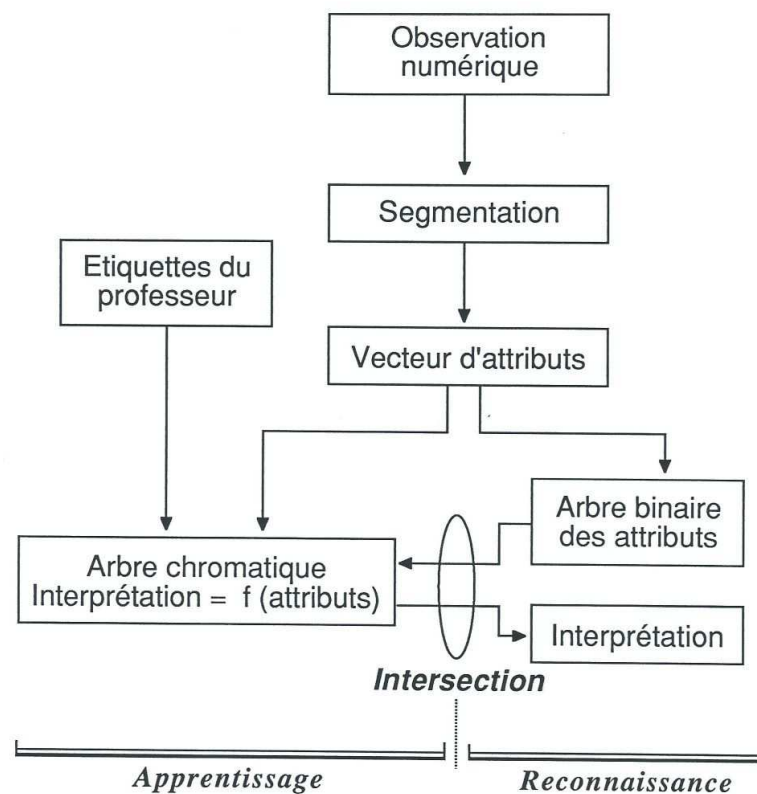 Observation
numérique
Segmentation
Etiquettes du
professeur
Vecteur d'attributs
Arbre binaire
des attributs
Arbre chromatique
Interprétation = f (attributs)
Interprétation
Intersection
Apprentissage
Reconnaissance